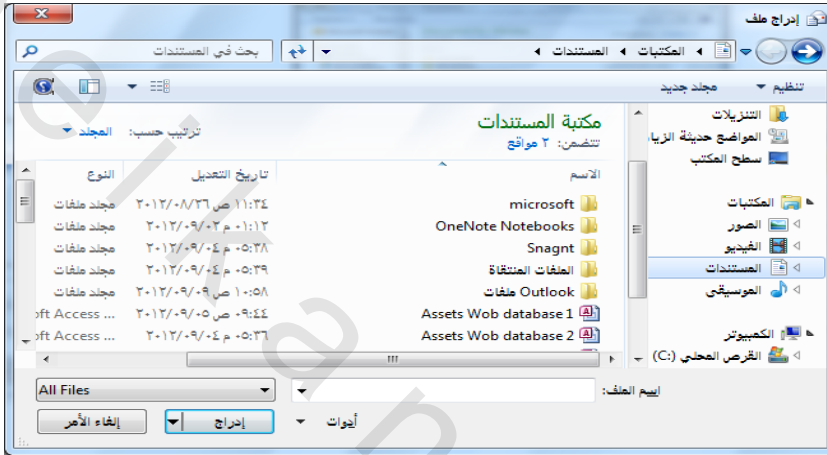 إدراج ملف
المكتبات المستندات
بحث في المستندات
تنظيم مجلد جديد
التنزيلات
المواضع حديثة الزيا
سطح المكتب
المكتبات
الصور
الفيديو
المستندات
الموسيقى
الكمبيوتر
القرص المحلي (C:)
مكتبة المستندات
تتضمن: ٢ مواقع
ترتيب حسب: المجلد
الاسم تاريخ التعديل النوع
microsoft ٢٠١٢/٠٨/٢٦ ص ١١:٣٤ مجلد ملفات
OneNote Notebooks ٢٠١٢/٠٩/٠٢ م ٠١:١٢ مجلد ملفات
Snagnt ٢٠١٢/٠٩/٠٤ م ٠٥:٣٨ مجلد ملفات
الملفات المنتقاة ٢٠١٢/٠٩/٠٤ م ٠٥:٣٩ مجلد ملفات
ملفات Outlook ٢٠١٢/٠٩/٠٩ ص ١٠:٥٨ مجلد ملفات
Assets Wob database 1 ٢٠١٢/٠٩/٠٥ ص ٠٩:٤٤ oft Access ...
Assets Wob database 2 ٢٠١٢/٠٩/٠٤ م ٠٥:٣٦ oft Access ...
اسم الملف:
All Files
أدوات إدراج إلغاء الأمر